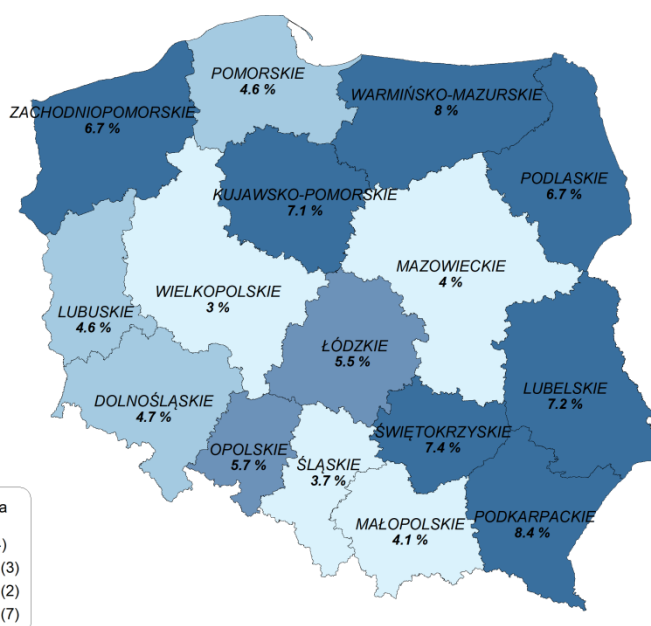 POMORSKIE
4.6 %
WARMIŃSKO-MAZURSKIE
8 %
ZACHODNIOPOMORSKIE
6.7 %
PODLASKIE
6.7 %
KUJAWSKO-POMORSKIE
7.1 %
MAZOWIECKIE
4 %
WIELKOPOLSKIE
3 %
LUBUSKIE
4.6 %
ŁÓDZKIE
5.5 %
LUBELSKIE
7.2 %
DOLNOŚLĄSKIE
4.7 %
ŚWIĘTOKRZYSKIE
7.4 %
OPOLSKIE
5.7 %
ŚLĄSKIE
3.7 %
PODKARPACKIE
8.4 %
MAŁOPOLSKIE
4.1 %
a
)
(3)
(2)
(7)